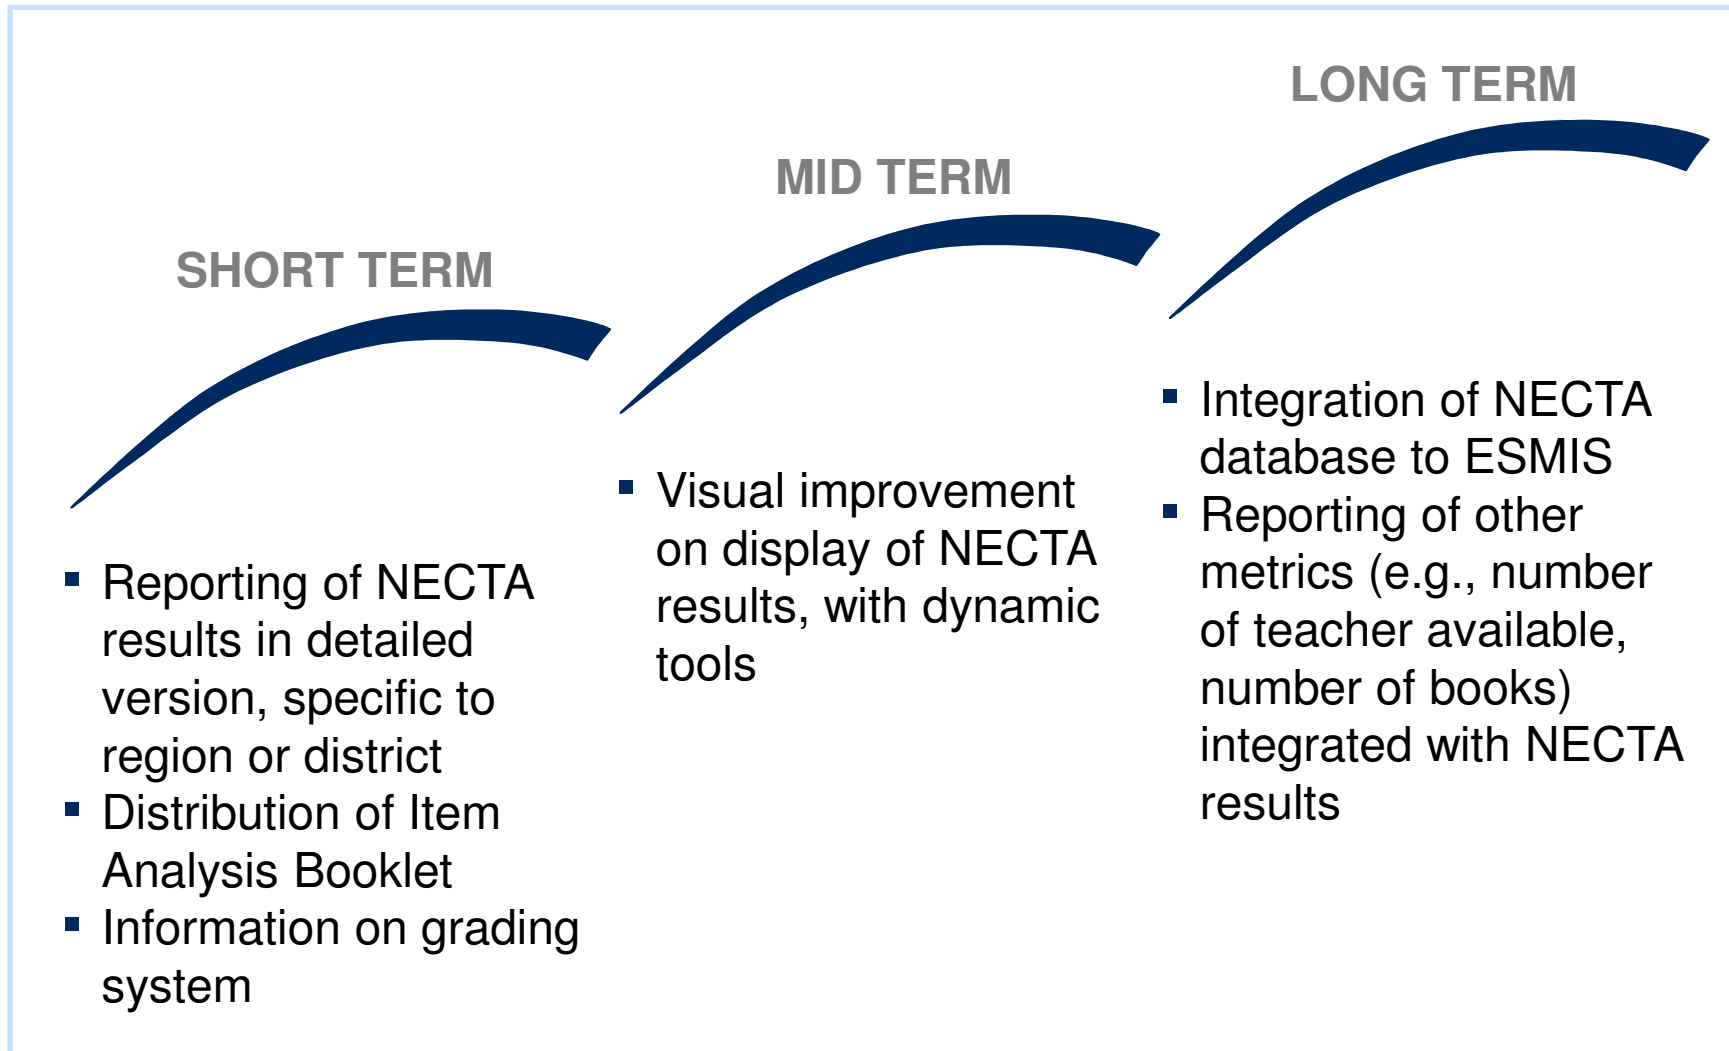 SHORT TERM
Reporting of NECTA
results in detailed
version, specific to
region or district
Distribution of Item
Analysis Booklet
Information on grading
system
MID TERM
Visual improvement
on display of NECTA
results, with dynamic
tools
LONG TERM
Integration of NECTA
database to ESMIS
Reporting of other
metrics (e.g., number
of teacher available,
number of books)
integrated with NECTA
results